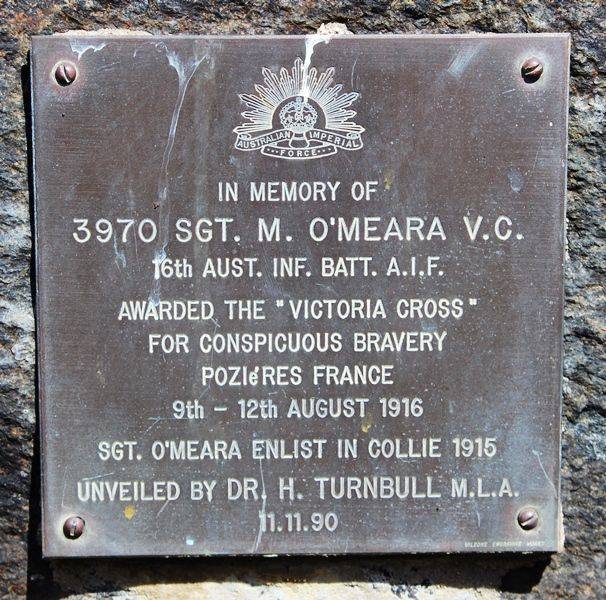 AUSTRALIAN IMPERIAL
FORCE
IN MEMORY OF
3970 SGT. M. O'MEARA V.C.
16th AUST. INF. BATT. A.I.F.
AWARDED THE "VICTORIA CROSS"
FOR CONSPICUOUS BRAVERY
POZIéRES FRANCE
9th - 12th AUGUST 1916
SGT. O'MEARA ENLIST IN COLLIE 1915
UNVEILED BY DR. H. TURNBULL M.L.A.
11.11.90